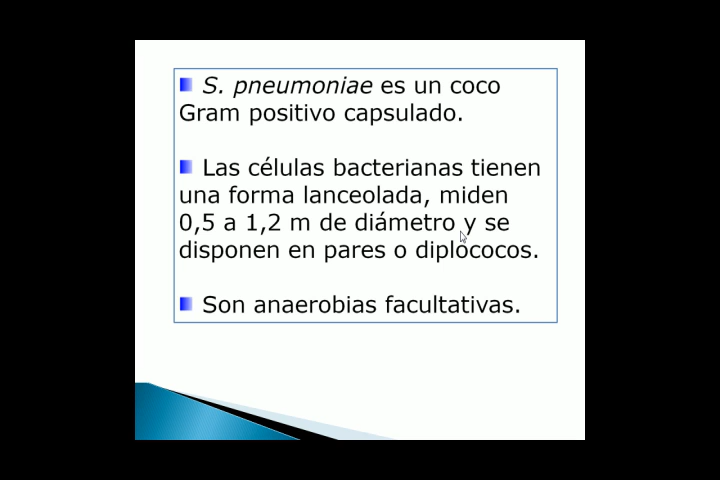 S. pneumoniae es un coco
Gram positivo capsulado.
Las células bacterianas tienen
una forma lanceolada, miden
0,5 a 1,2 m de diámetro y se
disponen en pares o diplococos.
Son anaerobias facultativas.